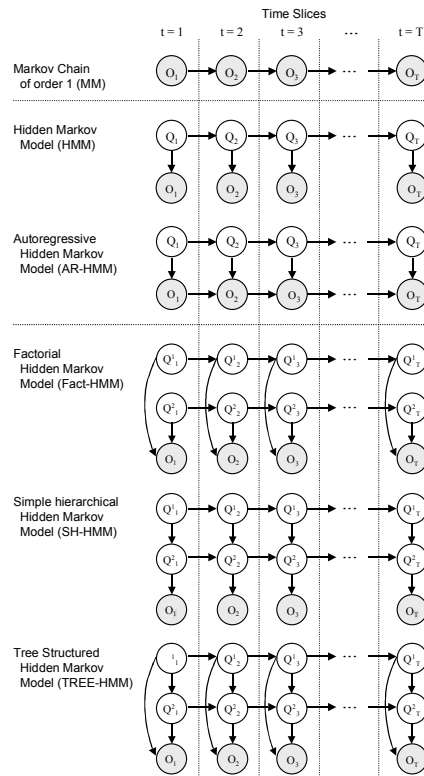 Time Slices
t = 1 t = 2 t = 3 ... t = T
Markov Chain
of order 1 (MM)
O1 O2 O3 ... OT
Hidden Markov
Model (HMM)
Q1 Q2 Q3 ... QT
O1 O2 O3 OT
Autoregressive
Hidden Markov
Model (AR-HMM)
Q1 Q2 Q3 ... QT
O1 O2 O3 ... OT
Factorial
Hidden Markov
Model (Fact-HMM)
Q¹1 Q¹2 Q¹3 ... Q¹T
Q²1 Q²2 Q²3 ... Q²T
O1 O2 O3 OT
Simple hierarchical
Hidden Markov
Model (SH-HMM)
Q¹1 Q¹2 Q¹3 ... Q¹T
Q²1 Q²2 Q²3 ... Q²T
O1 O2 O3 OT
Tree Structured
Hidden Markov
Model (TREE-HMM)
¹1 Q¹2 Q¹3 ... Q¹T
Q²1 Q²2 Q²3 ... Q²T
O1 O2 O3 OT